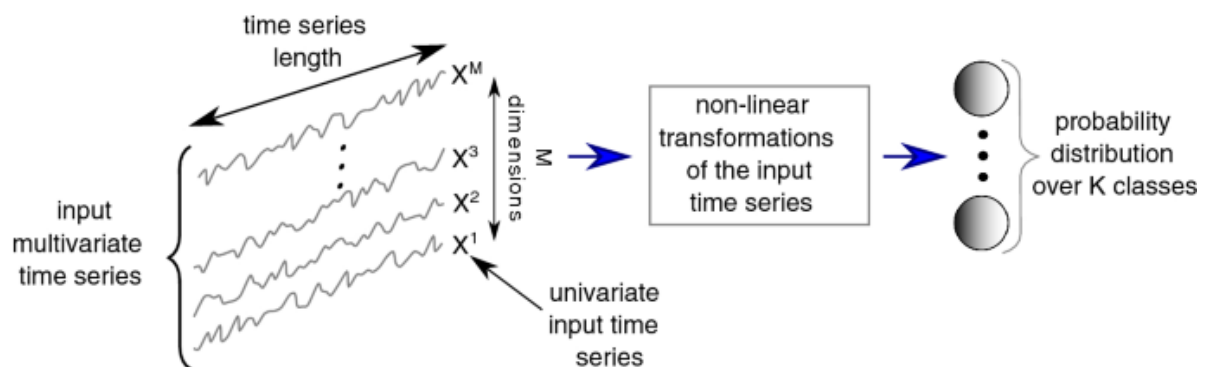 time series
length
X^M
X^3
X^2
X^1
M
dimensions
input
multivariate
time series
univariate
input time
series
non-linear
transformations
of the input
time series
probability
distribution
over K classes